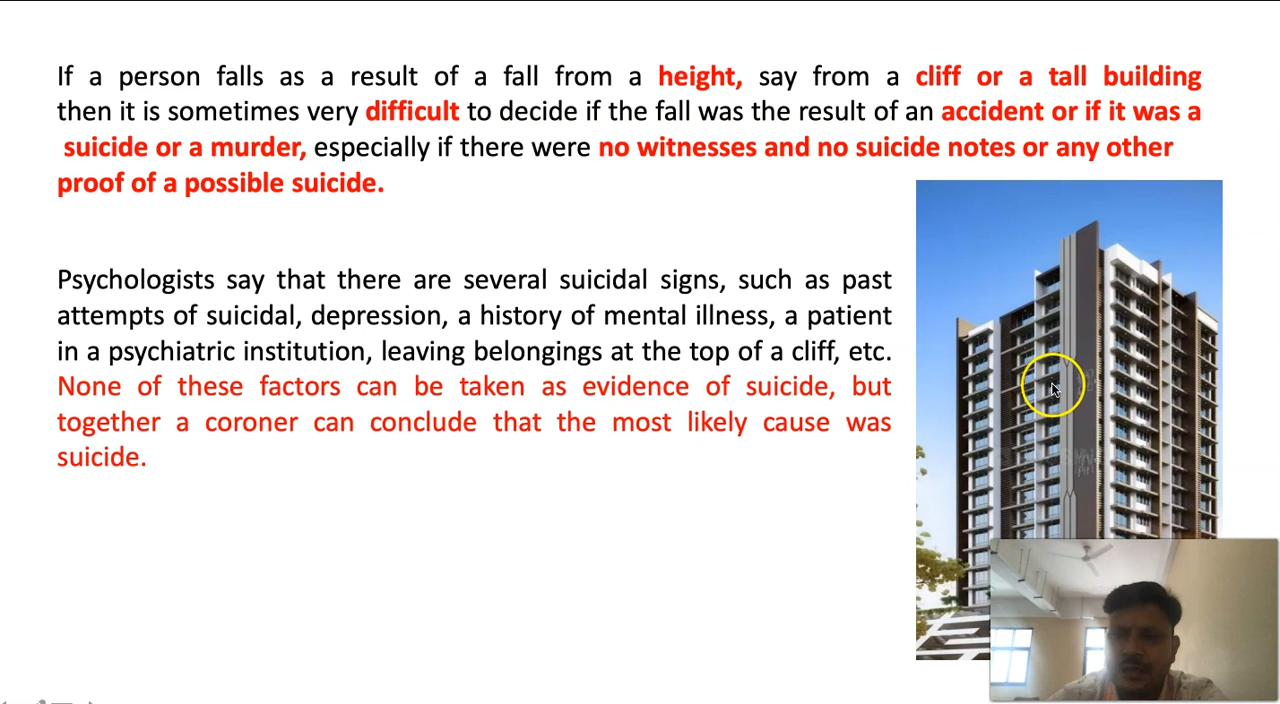 If a person falls as a result of a fall from a height, say from a cliff or a tall building
then it is sometimes very difficult to decide if the fall was the result of an accident or if it was a
suicide or a murder, especially if there were no witnesses and no suicide notes or any other
proof of a possible suicide.
Psychologists say that there are several suicidal signs, such as past
attempts of suicidal, depression, a history of mental illness, a patient
in a psychiatric institution, leaving belongings at the top of a cliff, etc.
None of these factors can be taken as evidence of suicide, but
together a coroner can conclude that the most likely cause was
suicide.